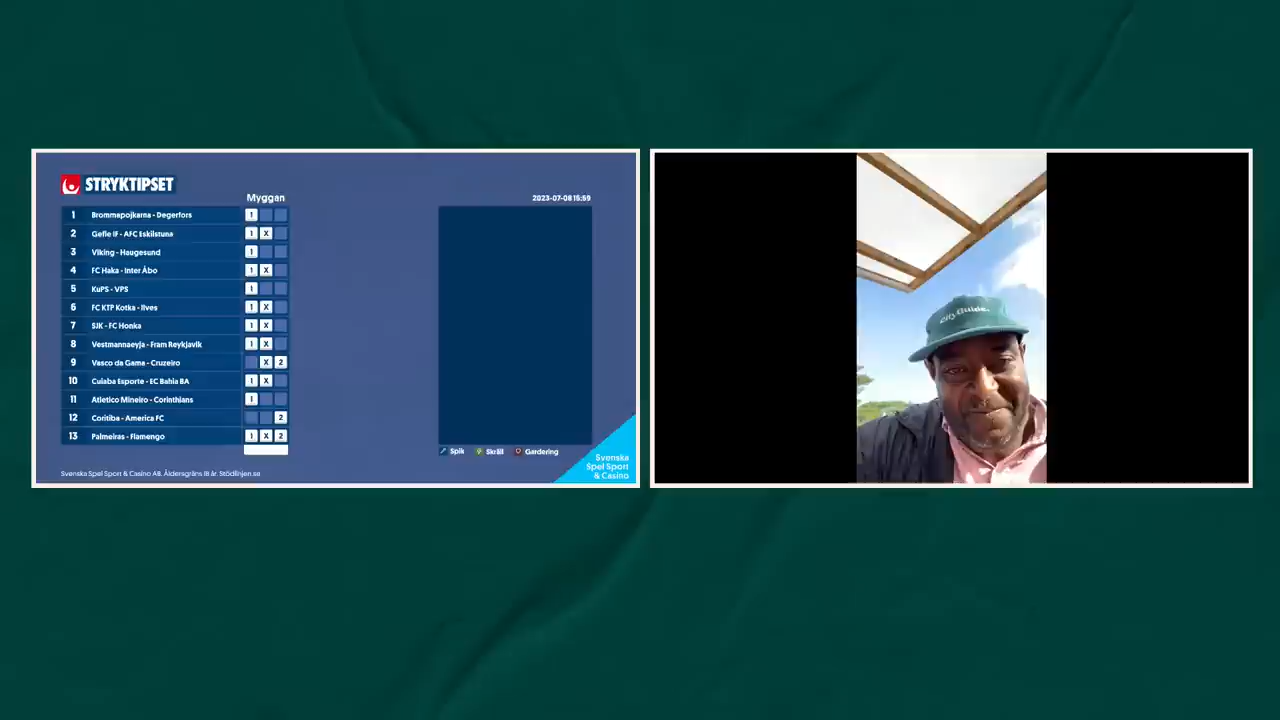 STRYKTIPSET
Myggan
2023-07-08 15:59
1 Brommapojkarna - Degerfors 1
2 Gefle IF - AFC Eskilstuna 1 X
3 Viking - Haugesund 1
4 FC Haka - Inter Åbo 1 X
5 KuPS - VPS 1
6 FC KTP Kotka - Ilves 1 X
7 SJK - FC Honka 1 X
8 Vestmannaeyja - Fram Reykjavik 1 X
9 Vasco da Gama - Cruzeiro X 2
10 Cuiaba Esporte - EC Bahia BA 1 X
11 Atletico Mineiro - Corinthians 1
12 Coritiba - America FC 2
13 Palmeiras - Flamengo 1 X 2
Spik Skräll Gardering
Svenska Spel Sport & Casino AB. Åldersgräns 18 år. Stödlinjen.se
Svenska
Spel Sport
& Casino
City Guide.